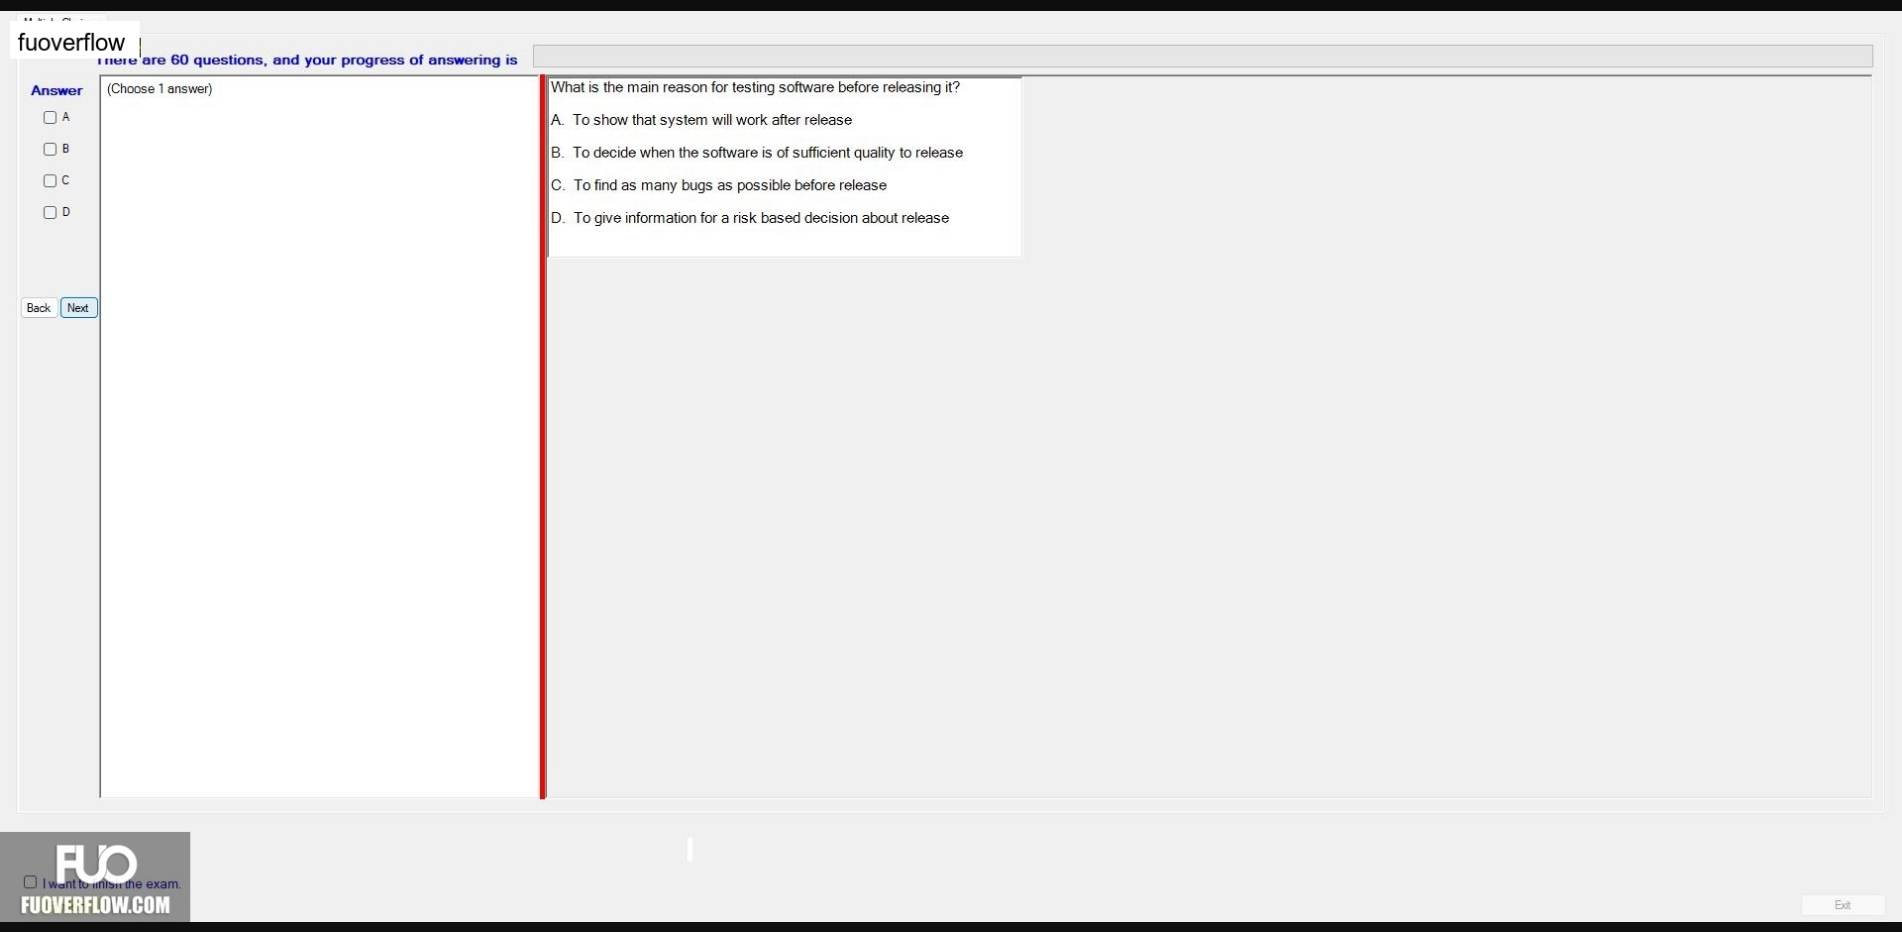 fuoverflow
There are 60 questions, and your progress of answering is
Answer
(Choose 1 answer)
A
B
C
D
Back Next
What is the main reason for testing software before releasing it?
A. To show that system will work after release
B. To decide when the software is of sufficient quality to release
C. To find as many bugs as possible before release
D. To give information for a risk based decision about release
FUO
I want to finish the exam.
FUOVERFLOW.COM
Exit